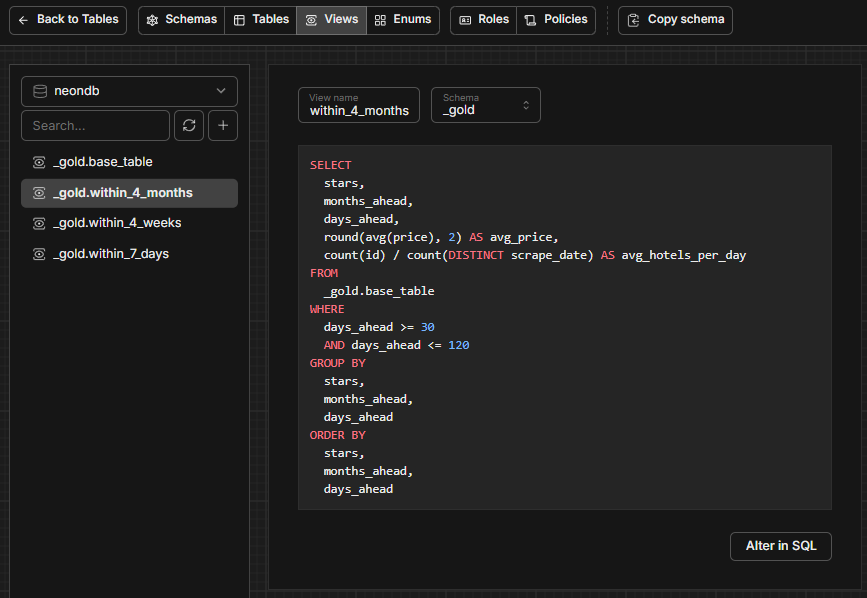 Back to Tables
Schemas
Tables
Views
Enums
Roles
Policies
Copy schema
neondb
Search...
_gold.base_table
_gold.within_4_months
_gold.within_4_weeks
_gold.within_7_days
View name
within_4_months
Schema
_gold
SELECT
stars,
months_ahead,
days_ahead,
round(avg(price), 2) AS avg_price,
count(id) / count(DISTINCT scrape_date) AS avg_hotels_per_day
FROM
_gold.base_table
WHERE
days_ahead >= 30
AND days_ahead <= 120
GROUP BY
stars,
months_ahead,
days_ahead
ORDER BY
stars,
months_ahead,
days_ahead
Alter in SQL